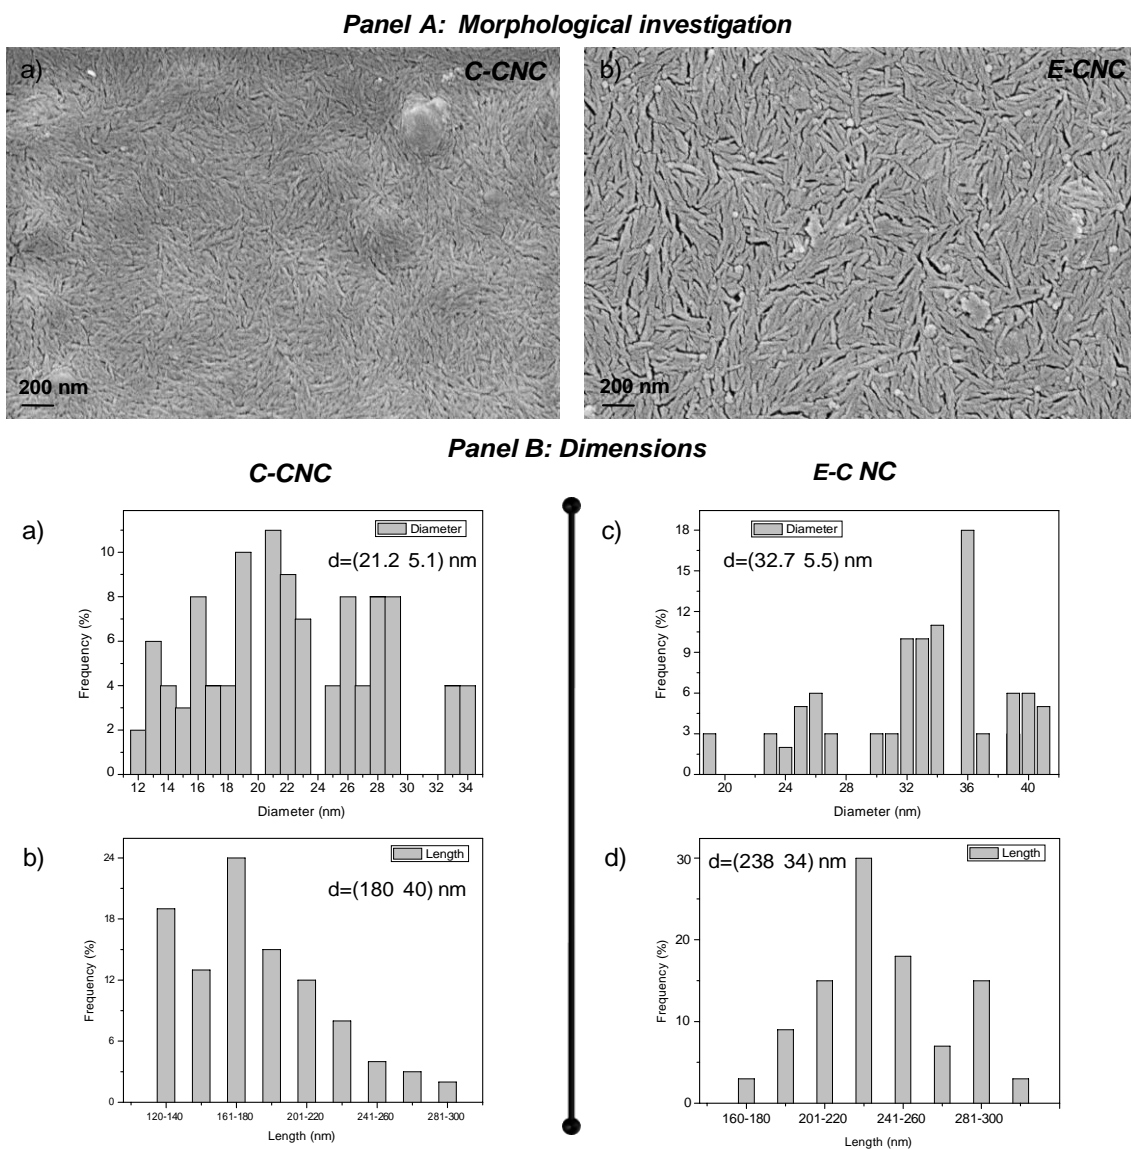 Panel A: Morphological investigation
a)
C-CNC
b)
E-CNC
200 nm
200 nm
Panel B: Dimensions
C-CNC
E-C NC
a)
Diameter
d=(21.2 5.1) nm
Frequency (%)
10
8
6
4
2
0
12 14 16 18 20 22 24 26 28 30 32 34
Diameter (nm)
c)
Diameter
d=(32.7 5.5) nm
Frequency (%)
18
15
12
9
6
3
0
20 24 28 32 36 40
Diameter (nm)
b)
Length
d=(180 40) nm
Frequency (%)
24
18
12
6
0
120-140 161-180 201-220 241-260 281-300
Length (nm)
d)
Length
d=(238 34) nm
Frequency (%)
30
20
10
0
160-180 201-220 241-260 281-300
Length (nm)